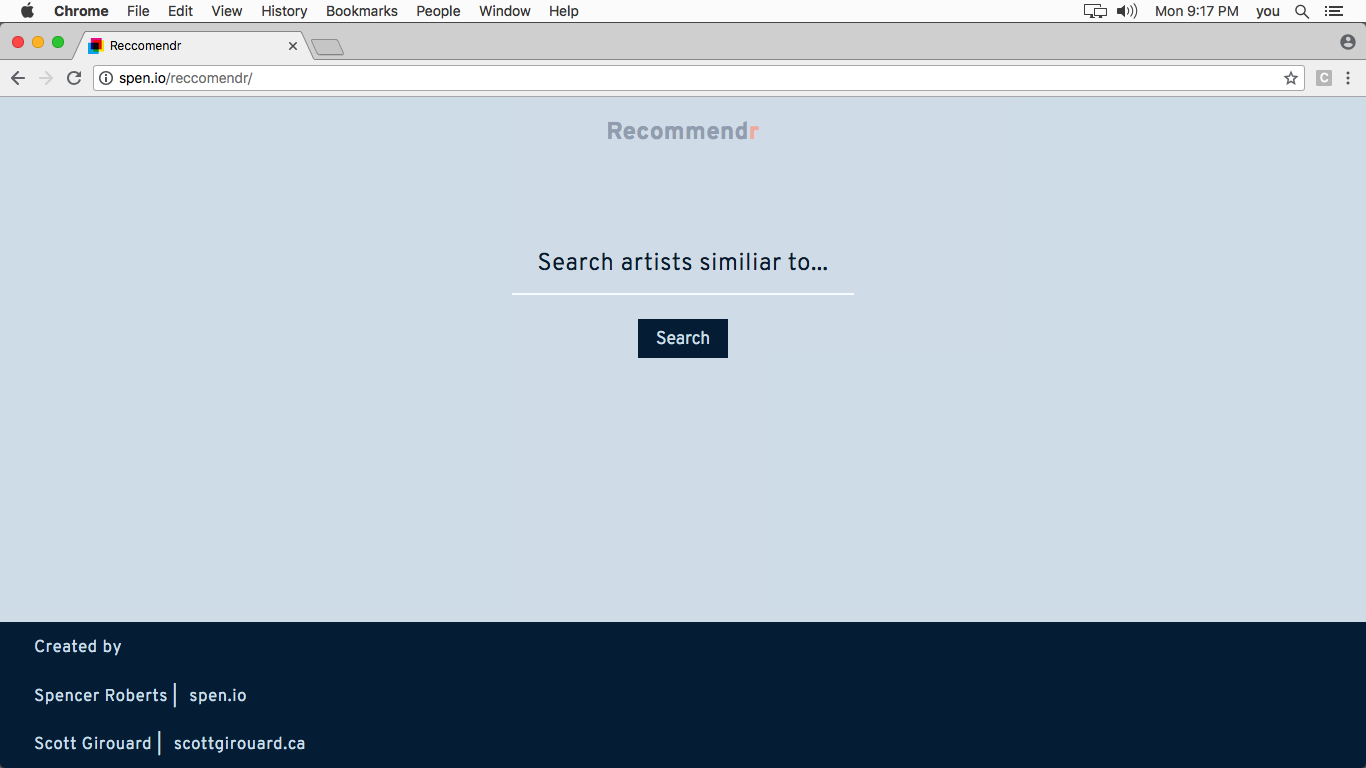 Chrome File Edit View History Bookmarks People Window Help Mon 9:17 PM you
Reccomendr
spen.io/reccomendr/
C
Recommendr
Search artists similiar to...
Search
Created by
Spencer Roberts | spen.io
Scott Girouard | scottgirouard.ca